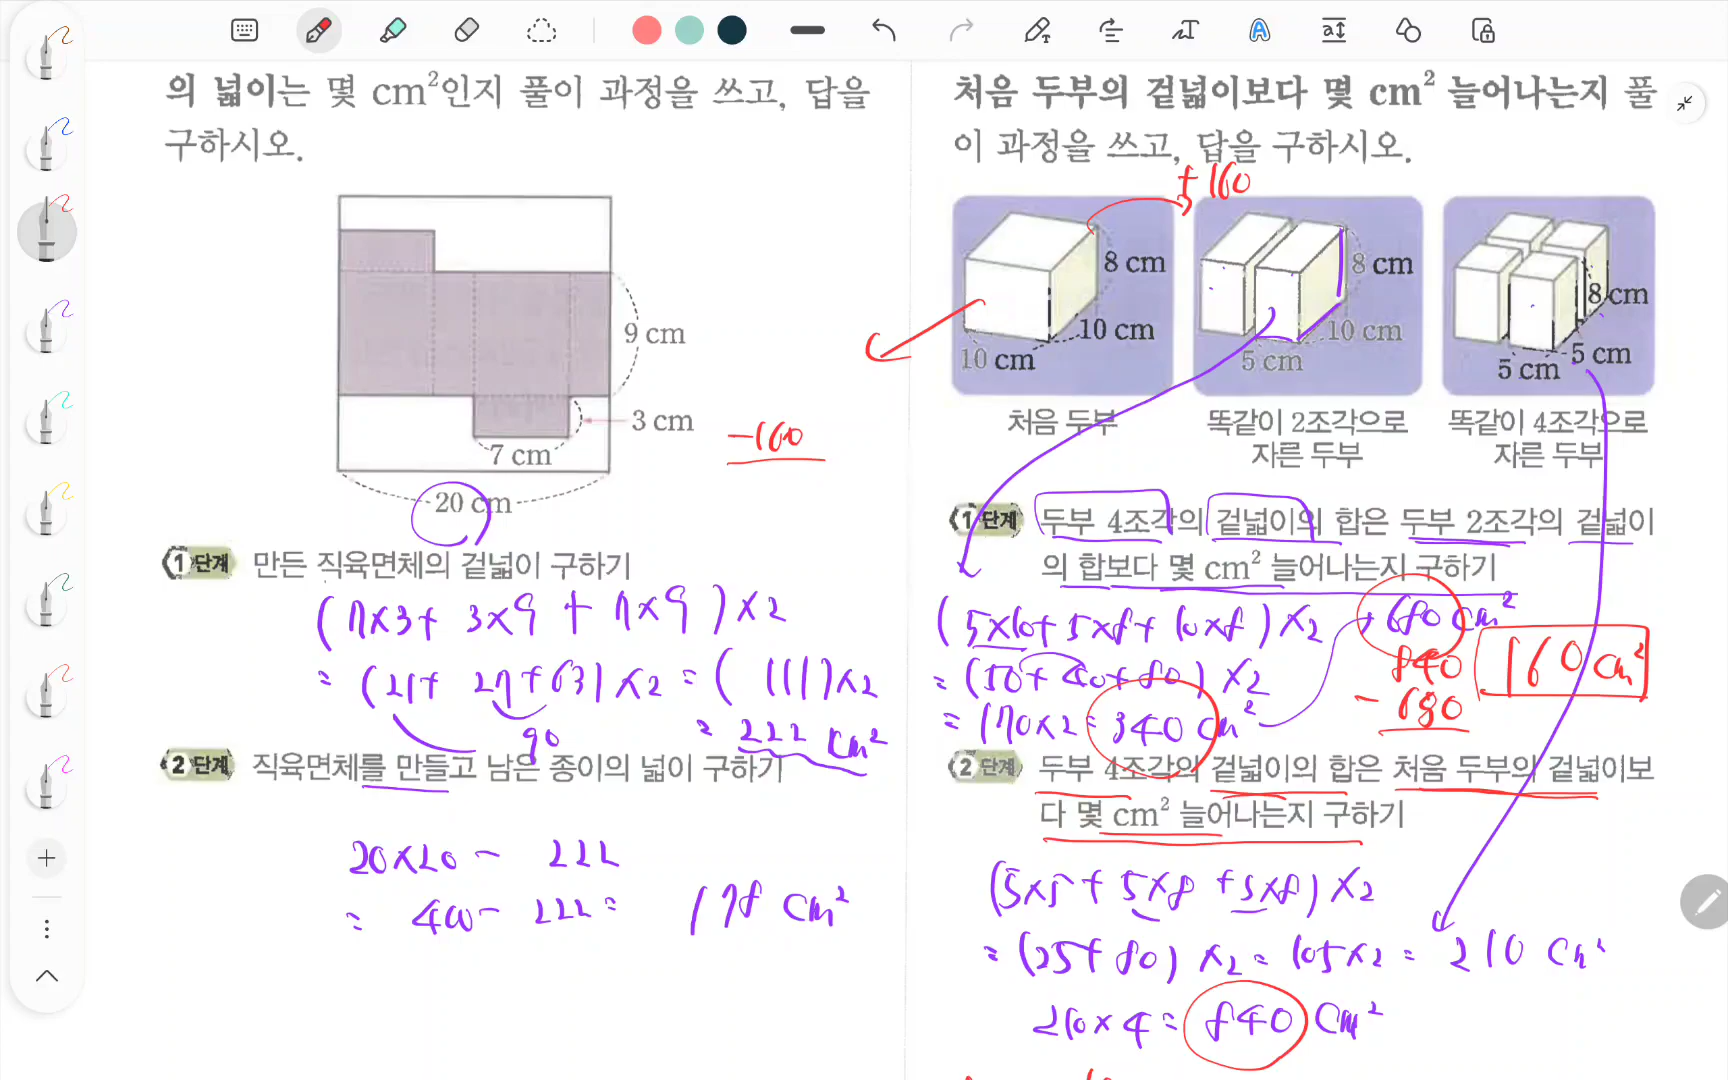 의 넓이는 몇 cm²인지 풀이 과정을 쓰고, 답을
구하시오.
9 cm
3 cm
7 cm
20 cm
-160
1단계 만든 직육면체의 겉넓이 구하기
(7×3+ 3×9 + 7×9)×2
= (21+ 27+63)×2 = (111)×2
90
= 222 cm²
2단계 직육면체를 만들고 남은 종이의 넓이 구하기
20×20 - 222
= 400- 222 = 178 cm²
처음 두부의 겉넓이보다 몇 cm² 늘어나는지 풀
이 과정을 쓰고, 답을 구하시오.
+160
8 cm
10 cm
10 cm
처음 두부
8 cm
10 cm
5 cm
똑같이 2조각으로
자른 두부
8 cm
5 cm
5 cm
똑같이 4조각으로
자른 두부
1단계 두부 4조각의 겉넓이의 합은 두부 2조각의 겉넓이
의 합보다 몇 cm² 늘어나는지 구하기
(5×10+5×8+10×8)×2
680 cm²
= (50+40+80)×2
840
- 680
160 cm²
= 170×2= 340 cm²
2단계 두부 4조각의 겉넓이의 합은 처음 두부의 겉넓이보
다 몇 cm² 늘어나는지 구하기
(5×5+ 5×8 +5×8)×2
= (25+80)×2= 105×2= 210 cm²
210×4= 840 cm²